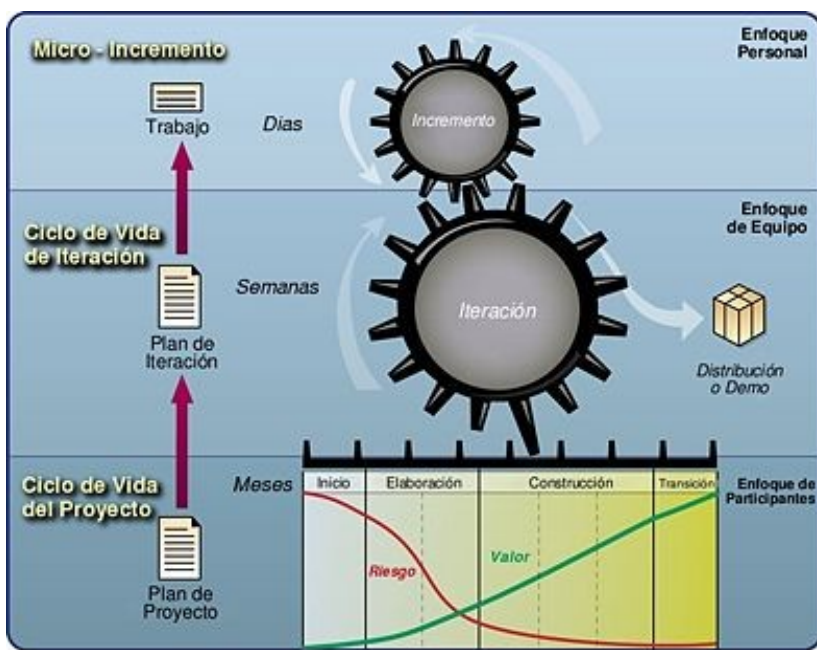 Micro - Incremento
Enfoque
Personal
Trabajo
Dias
Incremento
Ciclo de Vida
de Iteración
Enfoque
de Equipo
Semanas
Iteración
Plan de
Iteración
Distribución
o Demo
Ciclo de Vida
del Proyecto
Meses
Inicio
Elaboración
Construcción
Transición
Enfoque de
Participantes
Riesgo
Valor
Plan de
Proyecto